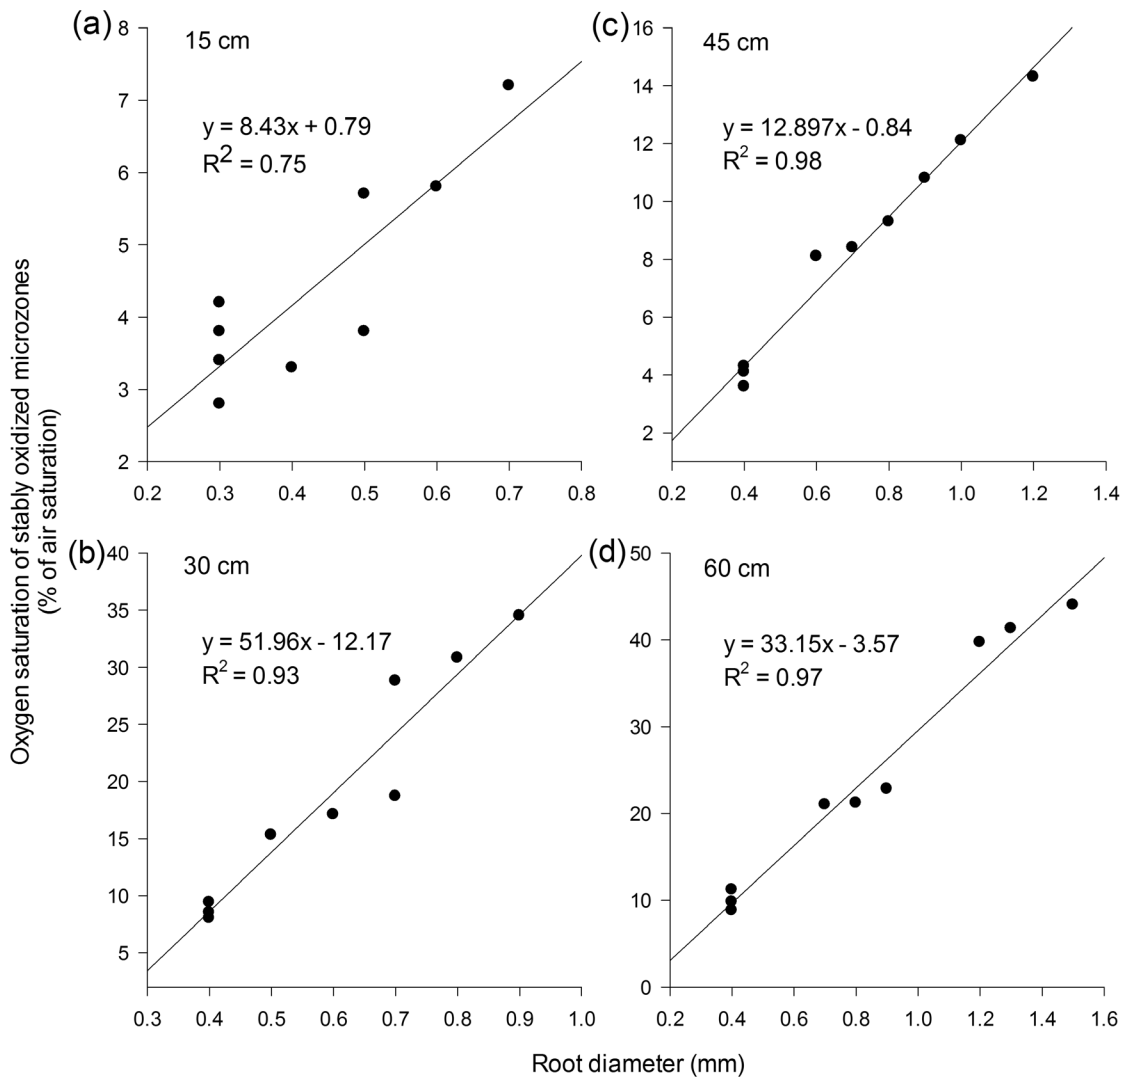 Oxygen saturation of stably oxidized microzones
(% of air saturation)
(a)
15 cm
y = 8.43x + 0.79
R2 = 0.75
8
7
6
5
4
3
2
0.2 0.3 0.4 0.5 0.6 0.7 0.8
(c)
45 cm
y = 12.897x - 0.84
R2 = 0.98
16
14
12
10
8
6
4
2
0.2 0.4 0.6 0.8 1.0 1.2 1.4
(b)
30 cm
y = 51.96x - 12.17
R2 = 0.93
40
35
30
25
20
15
10
5
0.3 0.4 0.5 0.6 0.7 0.8 0.9 1.0
(d)
60 cm
y = 33.15x - 3.57
R2 = 0.97
50
40
30
20
10
0
0.2 0.4 0.6 0.8 1.0 1.2 1.4 1.6
Root diameter (mm)